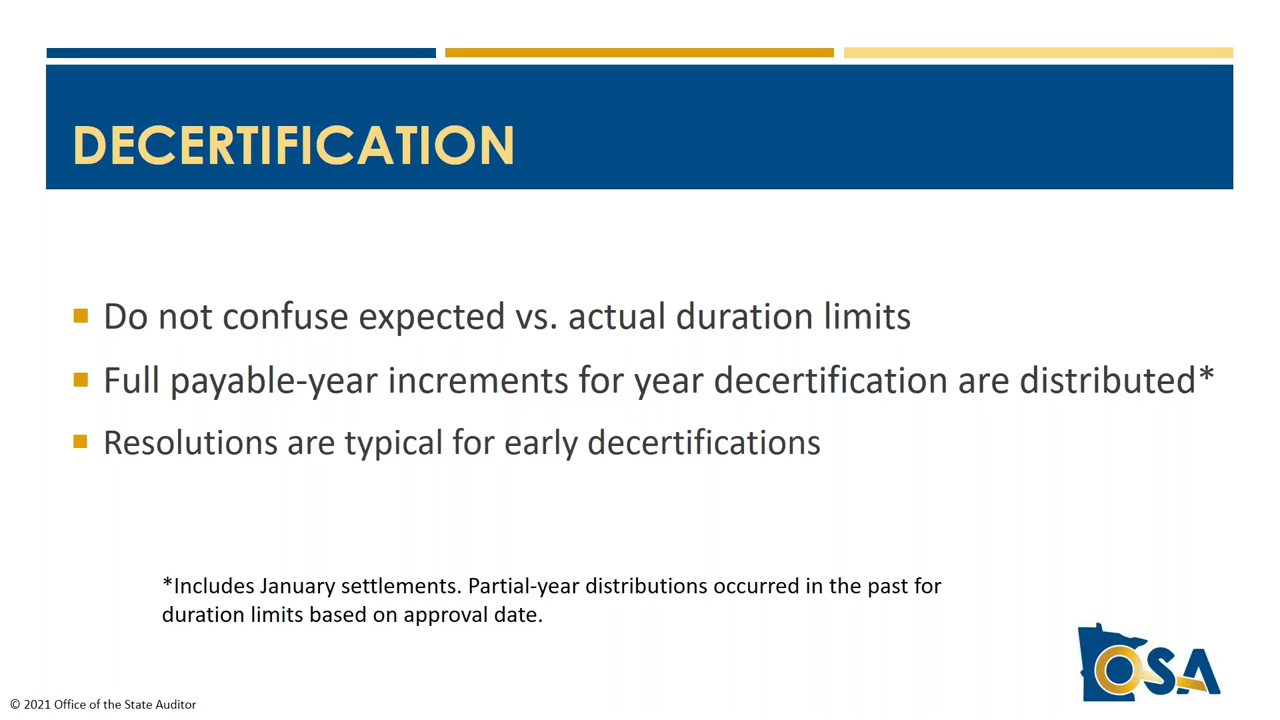 DECERTIFICATION
Do not confuse expected vs. actual duration limits
Full payable-year increments for year decertification are distributed*
Resolutions are typical for early decertifications
*Includes January settlements. Partial-year distributions occurred in the past for
duration limits based on approval date.
OSA
© 2021 Office of the State Auditor